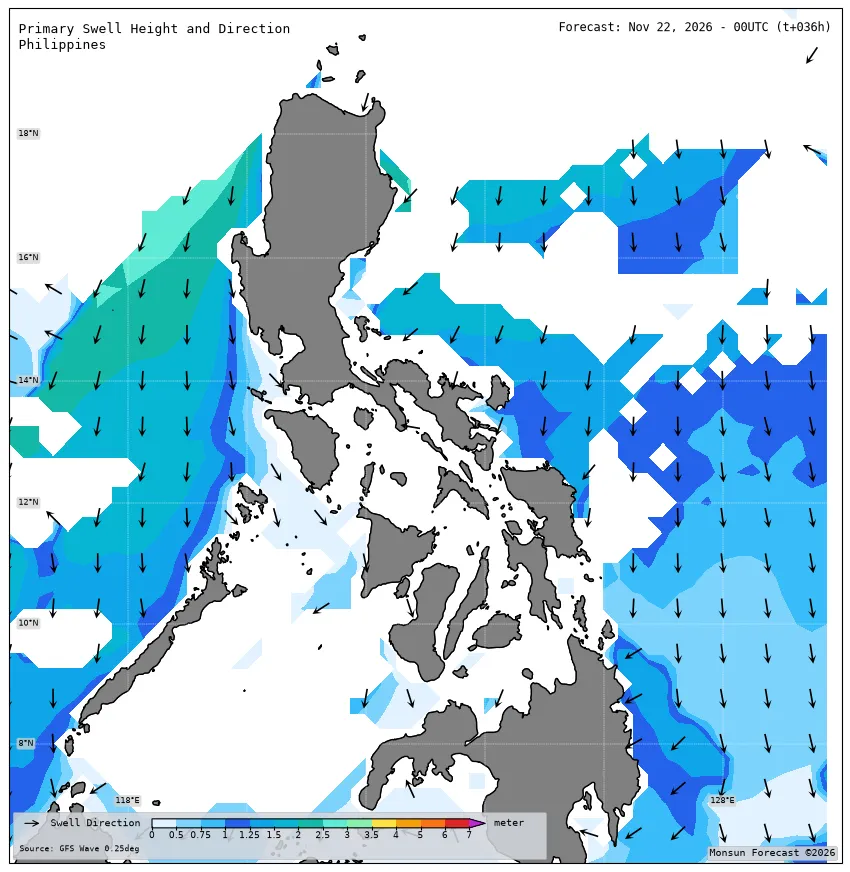 Primary Swell Height and Direction
Philippines
Forecast: Nov 22, 2026 - 00UTC (t+036h)
18°N
16°N
14°N
12°N
10°N
8°N
118°E
128°E
Swell Direction
0 0.5 0.75 1 1.25 1.5 2 2.5 3 3.5 4 5 6 7
meter
Source: GFS Wave 0.25deg
Monsun Forecast ©2026